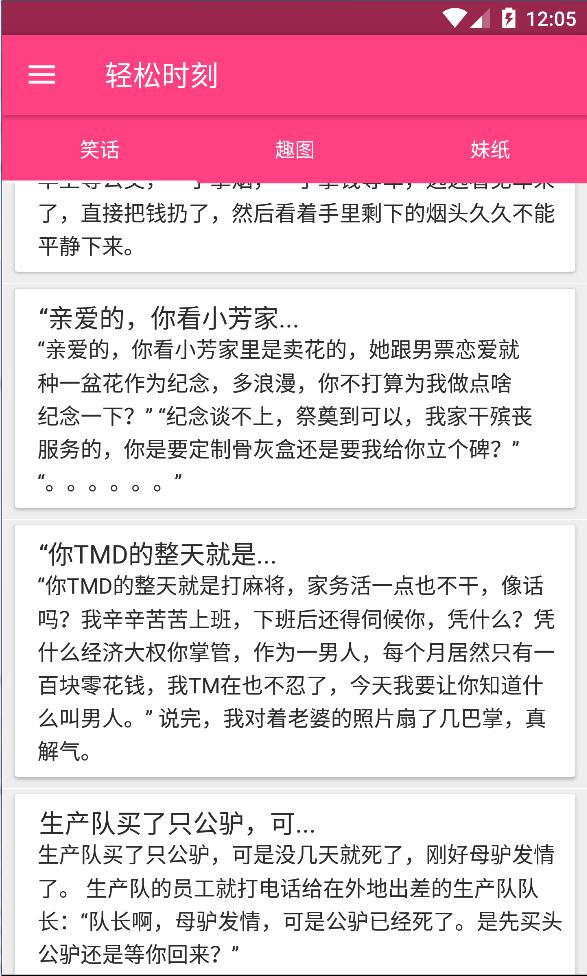 12:05
轻松时刻
笑话
趣图
妹纸
了，直接把钱扔了，然后看着手里剩下的烟头久久不能
平静下来。
“亲爱的，你看小芳家...
“亲爱的，你看小芳家里是卖花的，她跟男票恋爱就
种一盆花作为纪念，多浪漫，你不打算为我做点啥
纪念一下？” “纪念谈不上，祭奠到可以，我家干殡丧
服务的，你是要定制骨灰盒还是要我给你立个碑？”
“。。。。。。”
“你TMD的整天就是...
“你TMD的整天就是打麻将，家务活一点也不干，像话
吗？我辛辛苦苦上班，下班后还得伺候你，凭什么？凭
什么经济大权你掌管，作为一男人，每个月居然只有一
百块零花钱，我TM在也不忍了，今天我要让你知道什
么叫男人。” 说完，我对着老婆的照片扇了几巴掌，真
解气。
生产队买了只公驴，可...
生产队买了只公驴，可是没几天就死了，刚好母驴发情
了。 生产队的员工就打电话给在外地出差的生产队队
长：“队长啊，母驴发情，可是公驴已经死了。是先买头
公驴还是等你回来？”